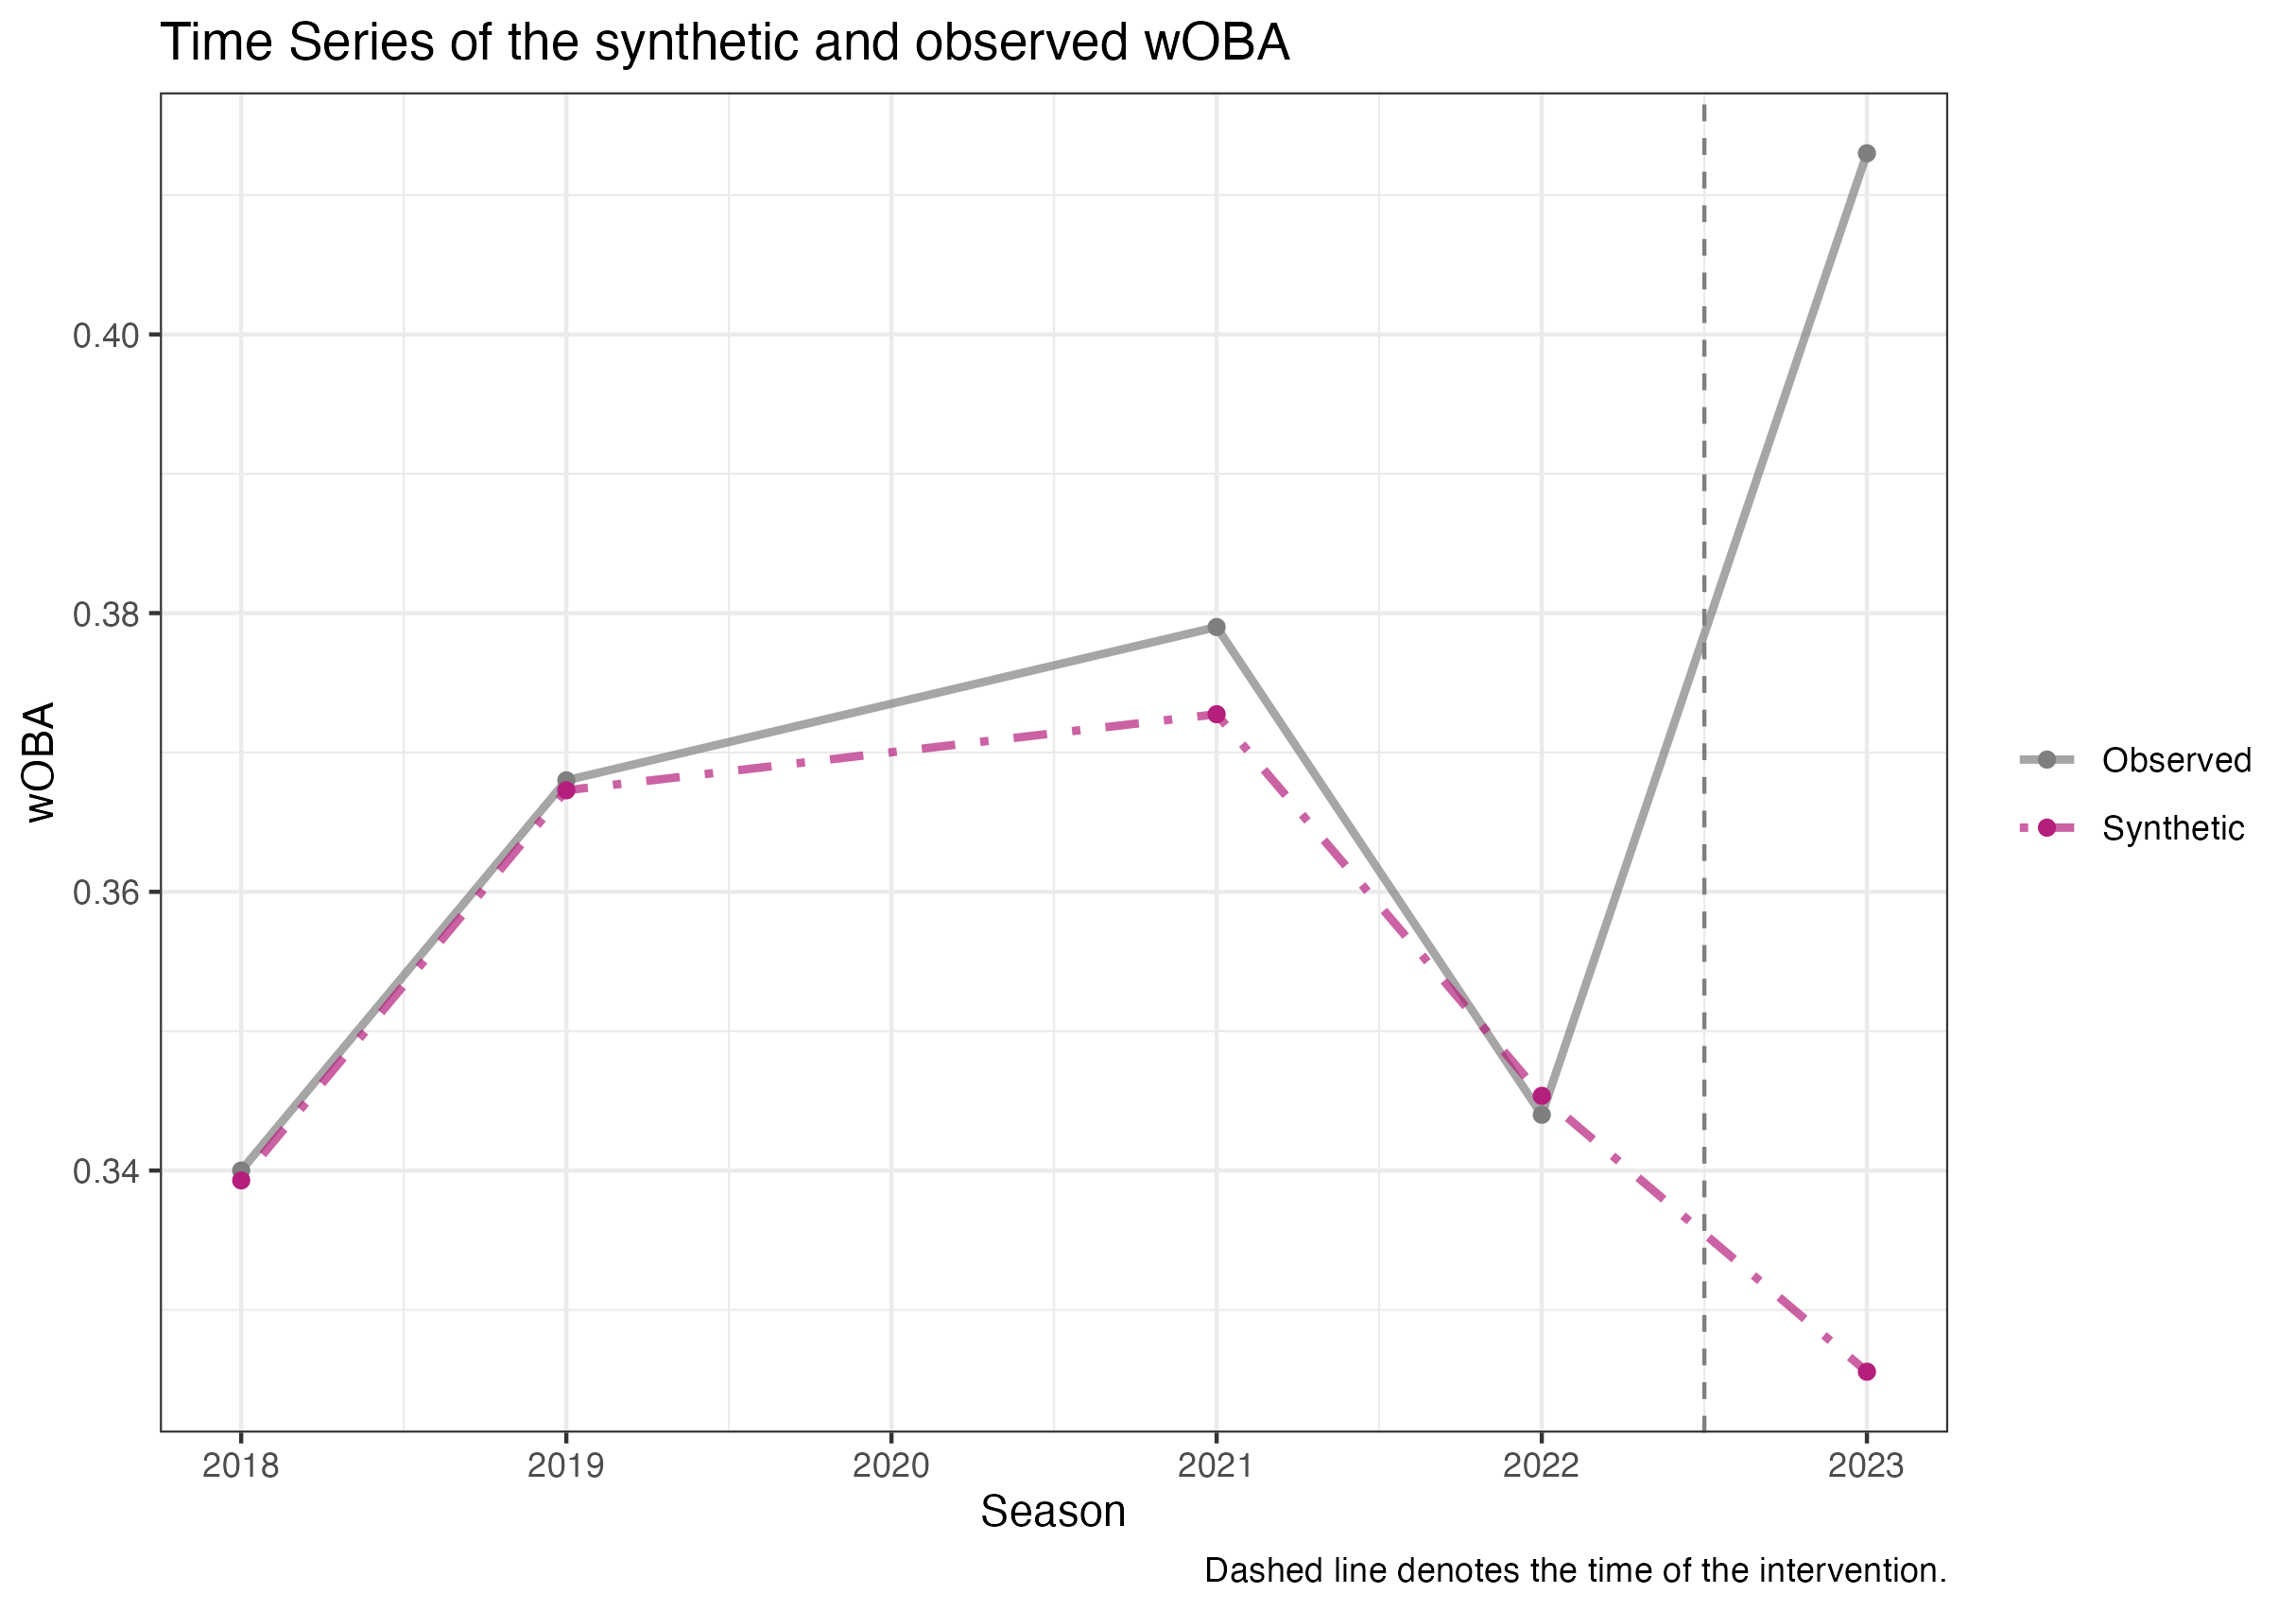 Time Series of the synthetic and observed wOBA
wOBA
0.40
0.38
0.36
0.34
2018 2019 2020 2021 2022 2023
Season
Observed
Synthetic
Dashed line denotes the time of the intervention.